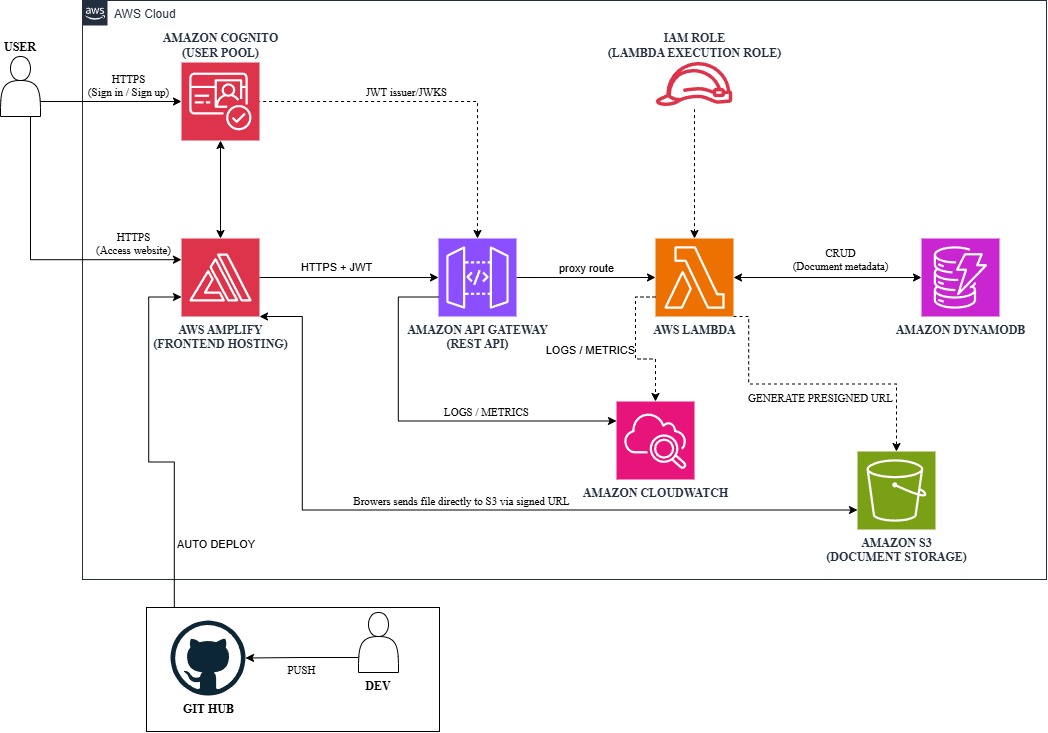 aws
AWS Cloud
USER
AMAZON COGNITO
(USER POOL)
IAM ROLE
(LAMBDA EXECUTION ROLE)
HTTPS
(Sign in / Sign up)
JWT issuer/JWKS
HTTPS
(Access website)
HTTPS + JWT
proxy route
CRUD
(Document metadata)
AWS AMPLIFY
(FRONTEND HOSTING)
AMAZON API GATEWAY
(REST API)
AWS LAMBDA
AMAZON DYNAMODB
LOGS / METRICS
GENERATE PRESIGNED URL
LOGS / METRICS
AMAZON CLOUDWATCH
Browers sends file directly to S3 via signed URL
AMAZON S3
(DOCUMENT STORAGE)
AUTO DEPLOY
PUSH
DEV
GIT HUB